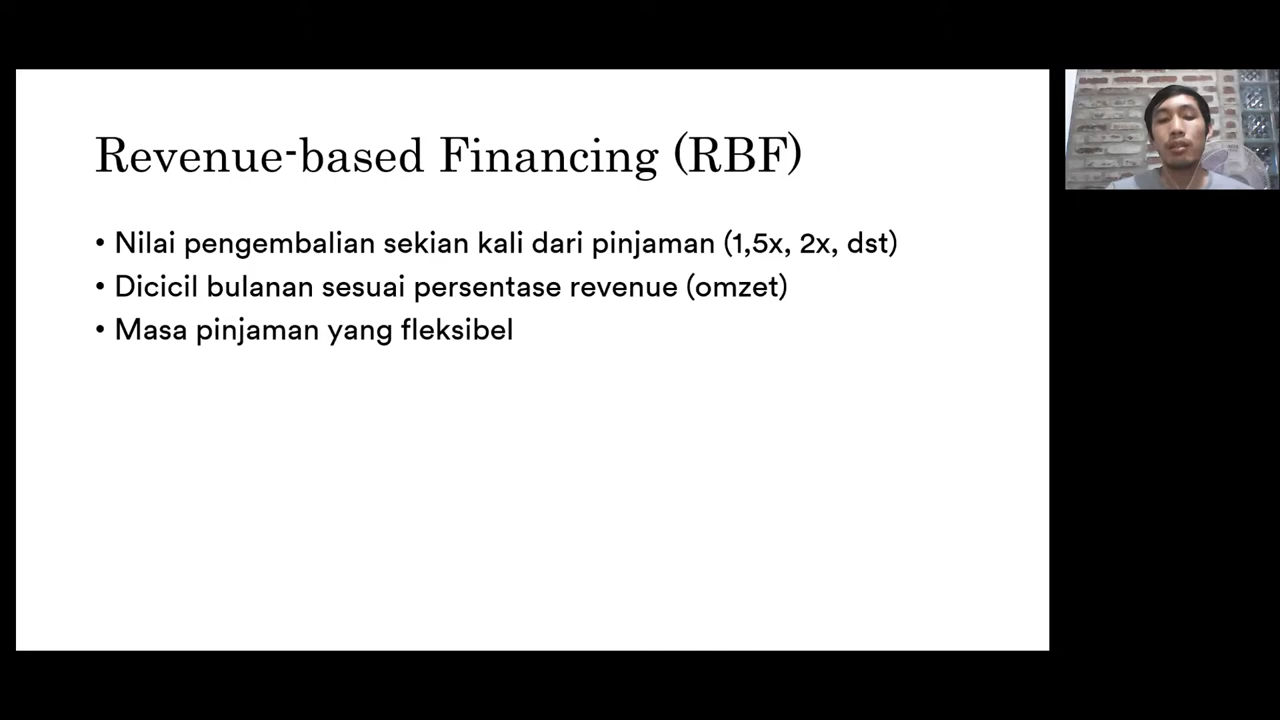 Revenue-based Financing (RBF)
• Nilai pengembalian sekian kali dari pinjaman (1,5x, 2x, dst)
• Dicicil bulanan sesuai persentase revenue (omzet)
• Masa pinjaman yang fleksibel